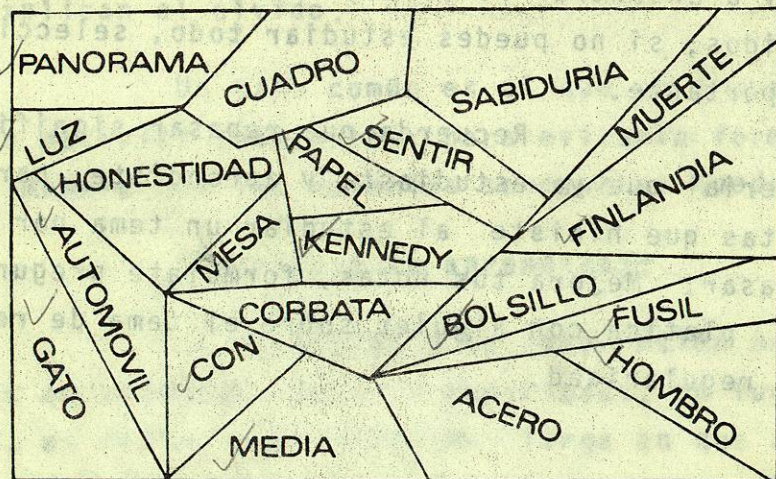 PANORAMA
CUADRO
SABIDURIA
MUERTE
LUZ
HONESTIDAD
PAPEL
SENTIR
FINLANDIA
MESA
KENNEDY
AUTOMOVIL
GATO
CORBATA
CON
BOLSILLO
FUSIL
HOMBRO
MEDIA
ACERO